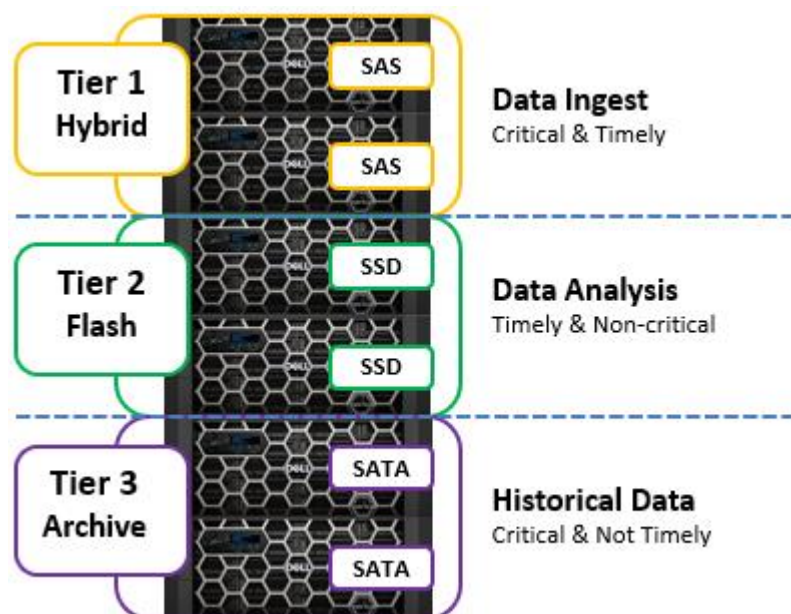 Tier 1
Hybrid
SAS
SAS
Data Ingest
Critical & Timely
Tier 2
Flash
SSD
SSD
Data Analysis
Timely & Non-critical
Tier 3
Archive
SATA
SATA
Historical Data
Critical & Not Timely